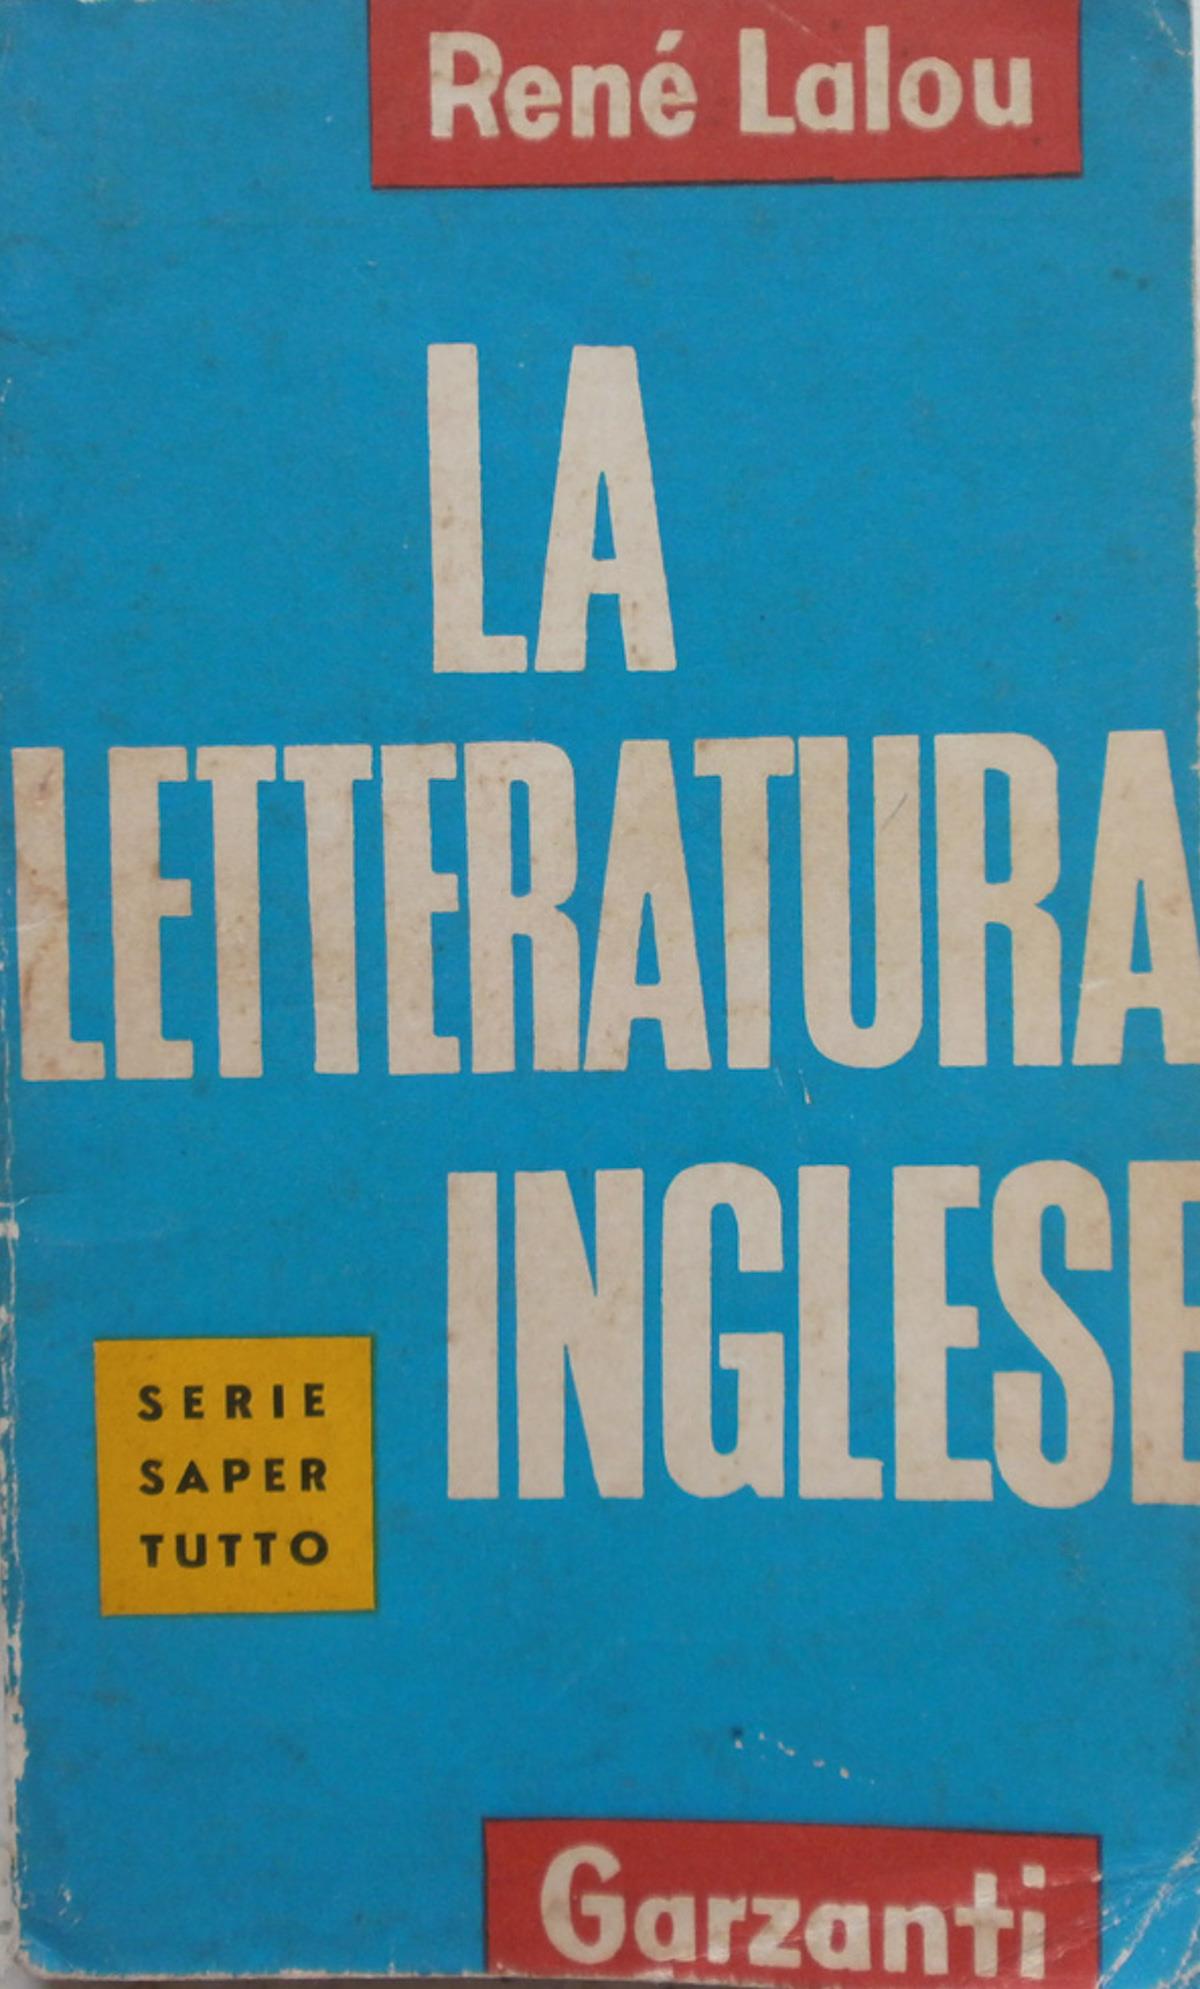 René Lalou
LA
LETTERATURA
INGLESE
SERIE
SAPER
TUTTO
Garzanti